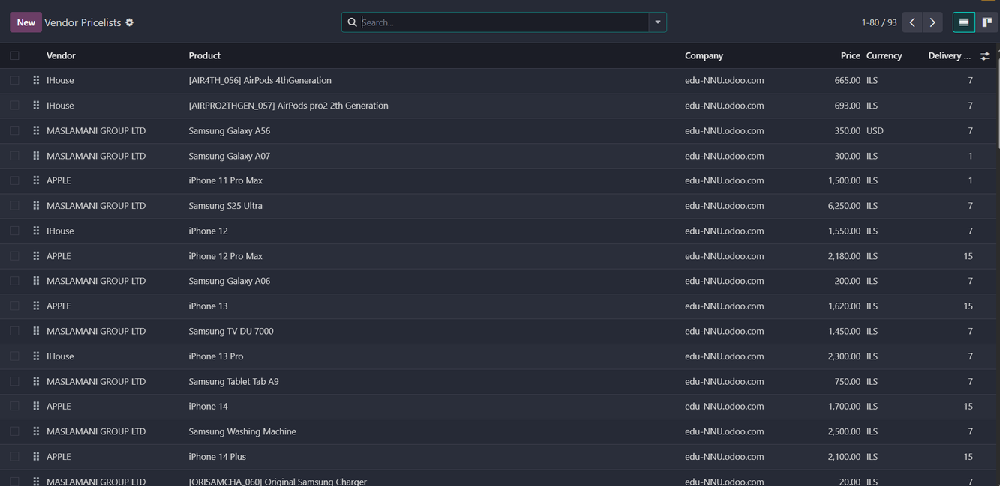 New Vendor Pricelists Search... 1-80 / 93
Vendor Product Company Price Currency Delivery ...
IHouse [AIR4TH_056] AirPods 4thGeneration edu-NNU.odoo.com 665.00 ILS 7
IHouse [AIRPRO2THGEN_057] AirPods pro2 2th Generation edu-NNU.odoo.com 693.00 ILS 7
MASLAMANI GROUP LTD Samsung Galaxy A56 edu-NNU.odoo.com 350.00 USD 7
MASLAMANI GROUP LTD Samsung Galaxy A07 edu-NNU.odoo.com 300.00 ILS 1
APPLE iPhone 11 Pro Max edu-NNU.odoo.com 1,500.00 ILS 1
MASLAMANI GROUP LTD Samsung S25 Ultra edu-NNU.odoo.com 6,250.00 ILS 7
IHouse iPhone 12 edu-NNU.odoo.com 1,550.00 ILS 7
APPLE iPhone 12 Pro Max edu-NNU.odoo.com 2,180.00 ILS 15
MASLAMANI GROUP LTD Samsung Galaxy A06 edu-NNU.odoo.com 200.00 ILS 7
APPLE iPhone 13 edu-NNU.odoo.com 1,620.00 ILS 15
MASLAMANI GROUP LTD Samsung TV DU 7000 edu-NNU.odoo.com 1,450.00 ILS 7
IHouse iPhone 13 Pro edu-NNU.odoo.com 2,300.00 ILS 7
MASLAMANI GROUP LTD Samsung Tablet Tab A9 edu-NNU.odoo.com 750.00 ILS 7
APPLE iPhone 14 edu-NNU.odoo.com 1,700.00 ILS 15
MASLAMANI GROUP LTD Samsung Washing Machine edu-NNU.odoo.com 2,500.00 ILS 7
APPLE iPhone 14 Plus edu-NNU.odoo.com 2,100.00 ILS 15
MASLAMANI GROUP LTD [ORISAMCHA_060] Original Samsung Charger edu-NNU.odoo.com 20.00 ILS 7